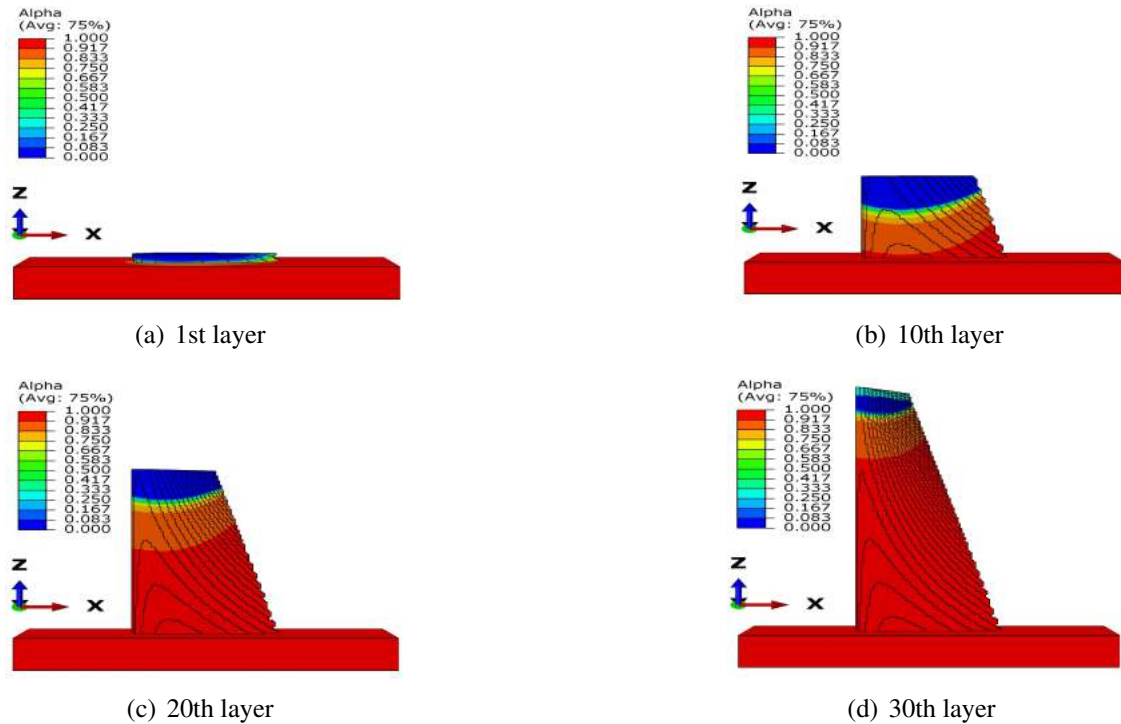 Alpha
(Avg: 75%)
1.000
0.917
0.833
0.750
0.667
0.583
0.500
0.417
0.333
0.250
0.167
0.083
0.000
Z
X
(a) 1st layer
Alpha
(Avg: 75%)
1.000
0.917
0.833
0.750
0.667
0.583
0.500
0.417
0.333
0.250
0.167
0.083
0.000
Z
X
(b) 10th layer
Alpha
(Avg: 75%)
1.000
0.917
0.833
0.750
0.667
0.583
0.500
0.417
0.333
0.250
0.167
0.083
0.000
Z
X
(c) 20th layer
Alpha
(Avg: 75%)
1.000
0.917
0.833
0.750
0.667
0.583
0.500
0.417
0.333
0.250
0.167
0.083
0.000
Z
X
(d) 30th layer